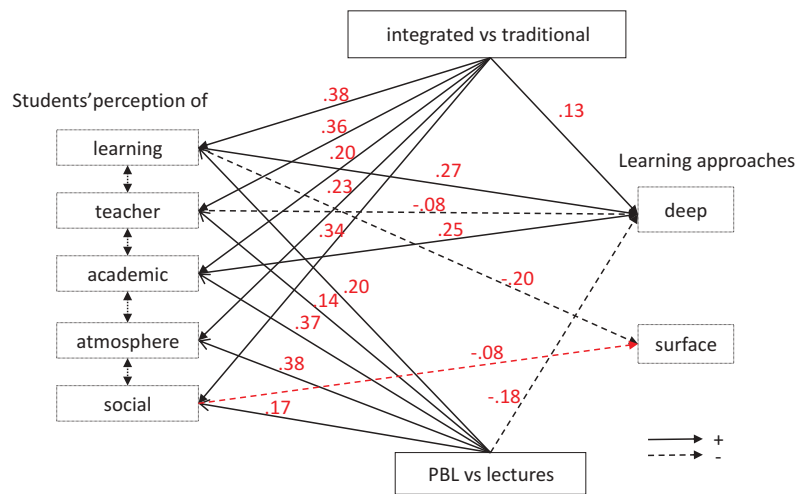 integrated vs traditional
Students'perception of
.38
.13
.36
learning
.20
Learning approaches
.27
.23
teacher
-.08
deep
.34
.25
academic
-.20
.20
.14
.37
atmosphere
surface
-.08
.38
social
.17
-.18
+
-
PBL vs lectures